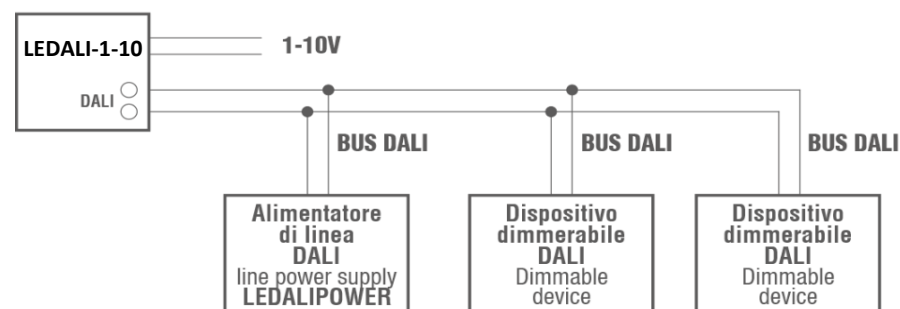 LEDALI-1-10
1-10V
DALI
BUS DALI
BUS DALI
BUS DALI
Alimentatore
di linea
DALI
line power supply
LEDALIPOWER
Dispositivo
dimmerabile
DALI
Dimmable
device
Dispositivo
dimmerabile
DALI
Dimmable
device